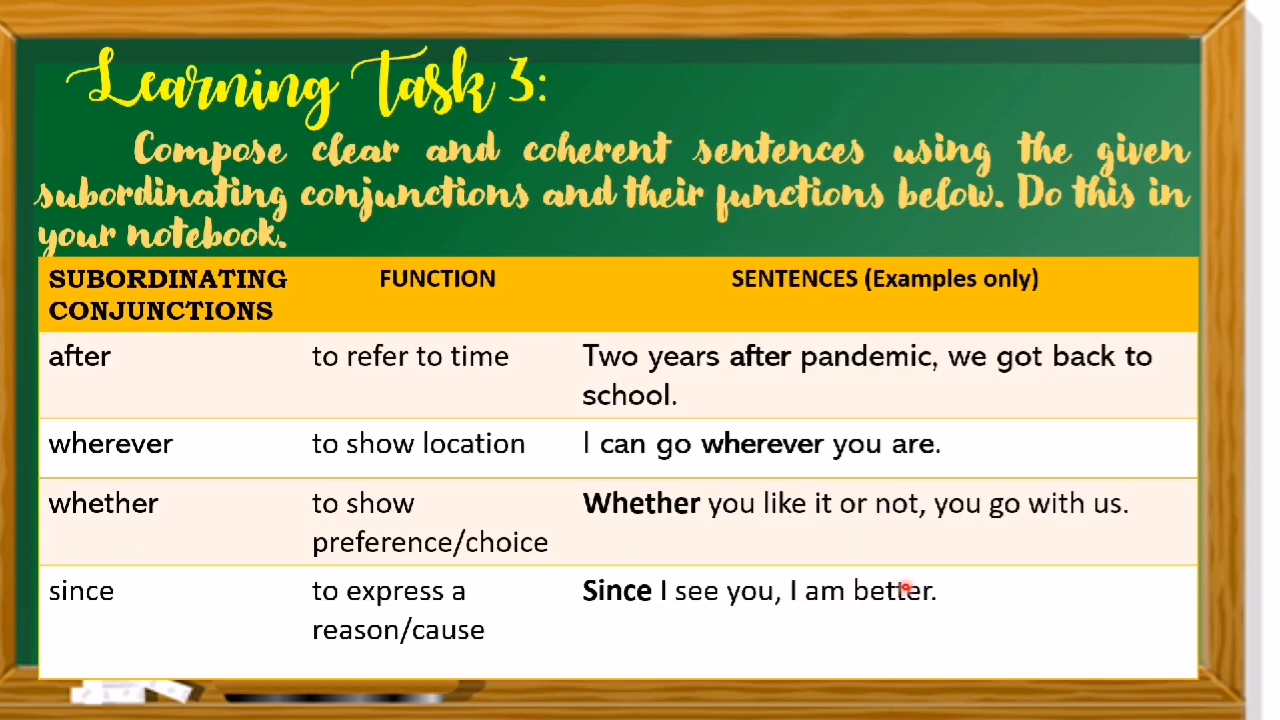 Learning Task 3:
Compose clear and coherent sentences using the given
subordinating conjunctions and their functions below. Do this in
your notebook.
SUBORDINATING CONJUNCTIONS
FUNCTION
SENTENCES (Examples only)
after
to refer to time
Two years after pandemic, we got back to
school.
wherever
to show location
I can go wherever you are.
whether
to show
preference/choice
Whether you like it or not, you go with us.
since
to express a
reason/cause
Since I see you, I am better.